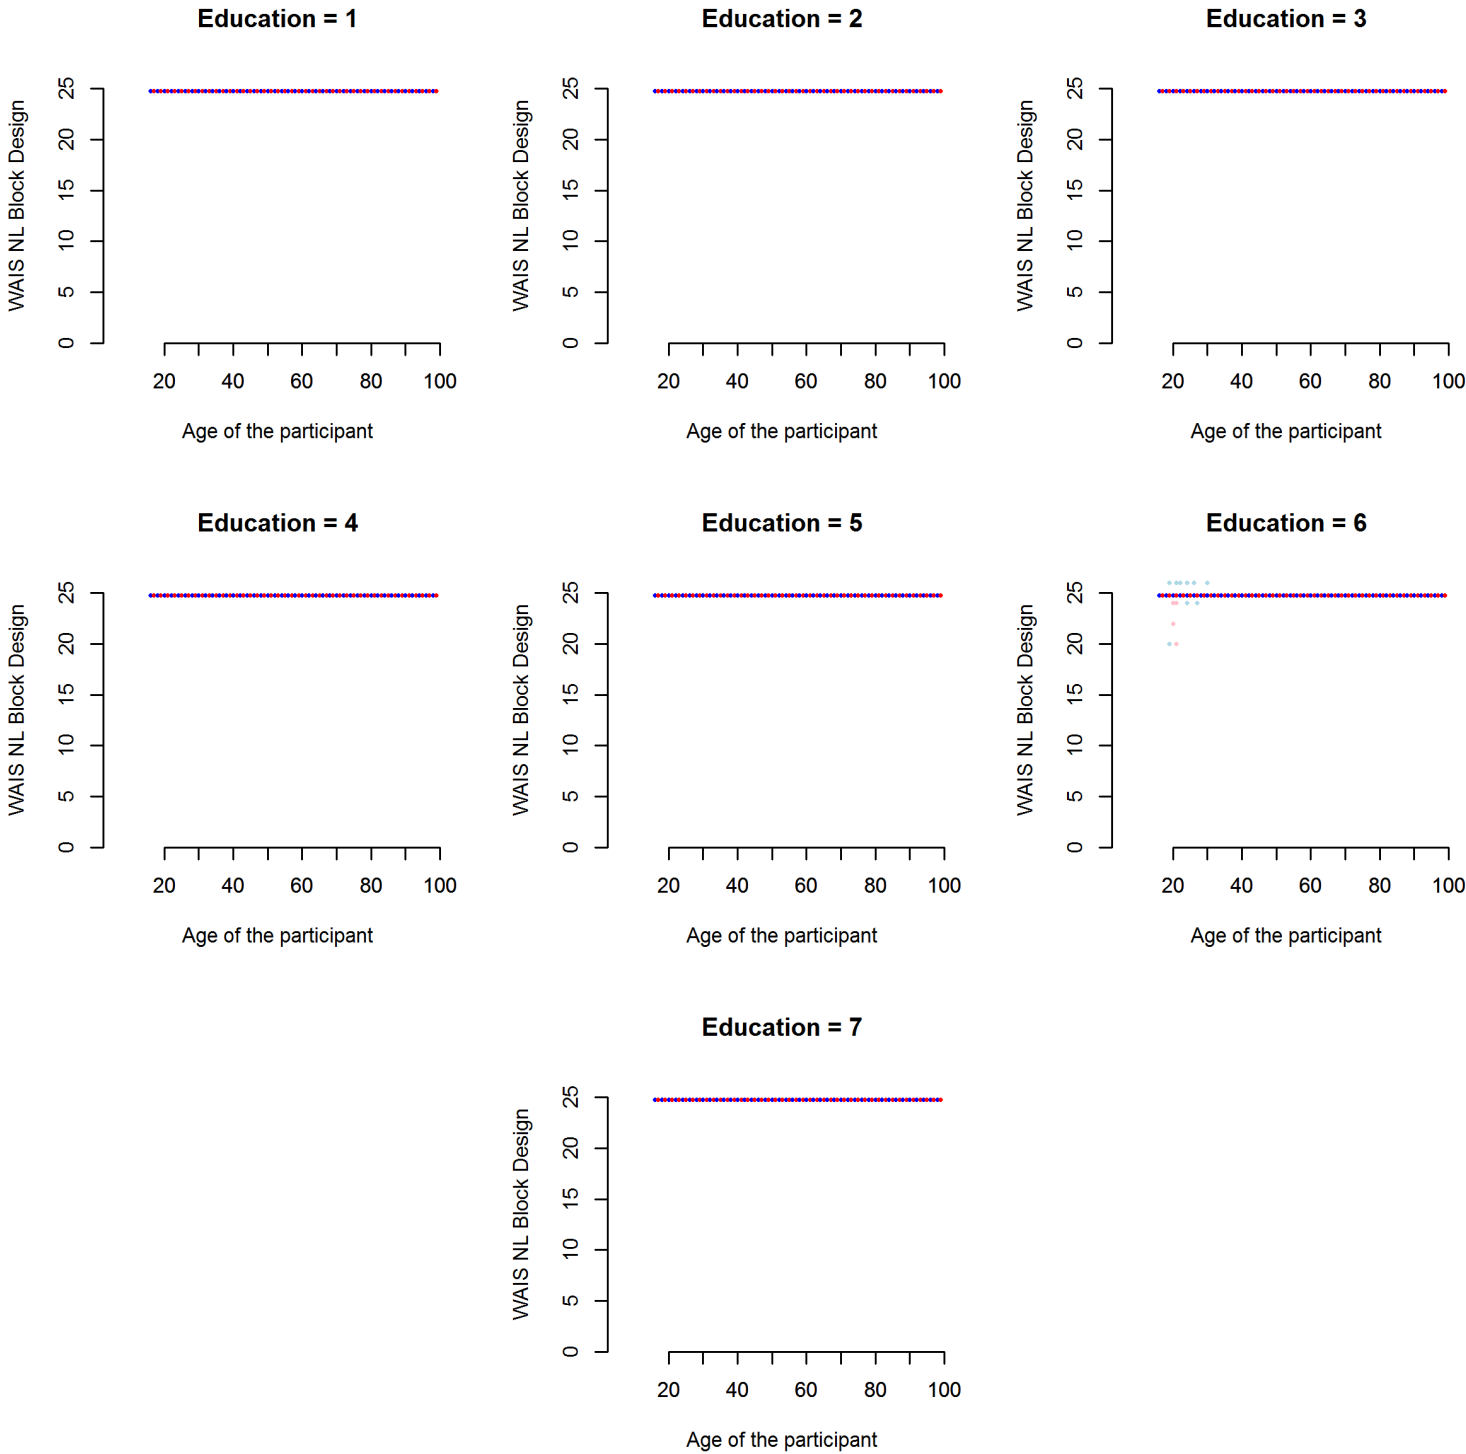 Education = 1
WAIS NL Block Design
25
20
15
10
5
0
20 40 60 80 100
Age of the participant
Education = 2
WAIS NL Block Design
25
20
15
10
5
0
20 40 60 80 100
Age of the participant
Education = 3
WAIS NL Block Design
25
20
15
10
5
0
20 40 60 80 100
Age of the participant
Education = 4
WAIS NL Block Design
25
20
15
10
5
0
20 40 60 80 100
Age of the participant
Education = 5
WAIS NL Block Design
25
20
15
10
5
0
20 40 60 80 100
Age of the participant
Education = 6
WAIS NL Block Design
25
20
15
10
5
0
20 40 60 80 100
Age of the participant
Education = 7
WAIS NL Block Design
25
20
15
10
5
0
20 40 60 80 100
Age of the participant